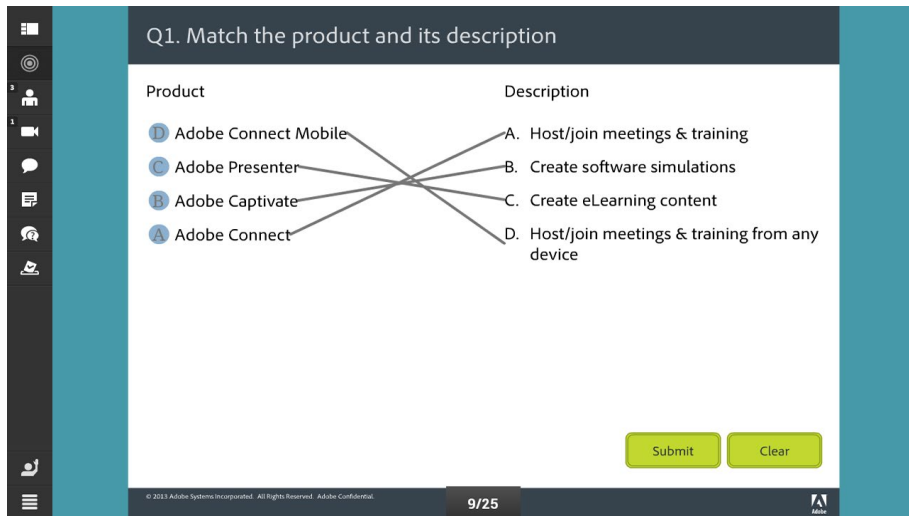 Q1. Match the product and its description
Product
Description
D Adobe Connect Mobile
A. Host/join meetings & training
C Adobe Presenter
B. Create software simulations
B Adobe Captivate
C. Create eLearning content
A Adobe Connect
D. Host/join meetings & training from any
device
3
1
Submit
Clear
© 2013 Adobe Systems Incorporated. All Rights Reserved. Adobe Confidential.
9/25
Adobe